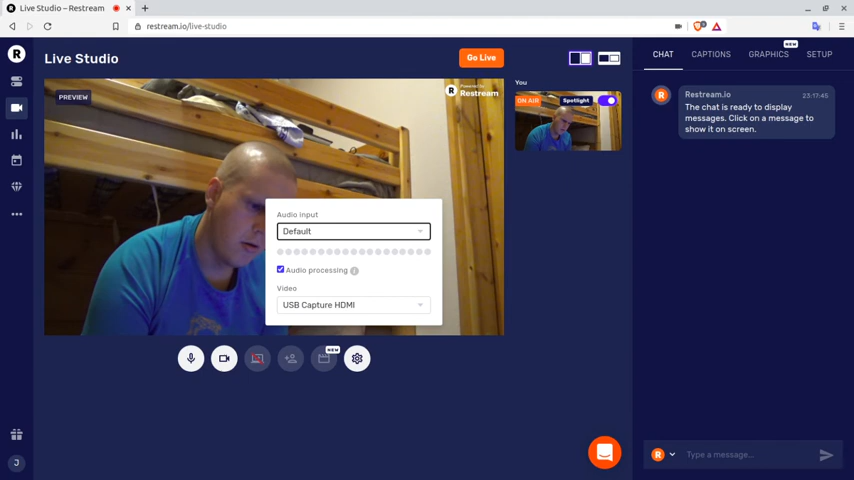 Live Studio – Restream.io
restream.io/live-studio
Live Studio
Go Live
PREVIEW
Powered by
Restream
You
ON AIR
Spotlight
Audio input
Default
Audio processing
Video
USB Capture HDMI
NEW
CHAT
CAPTIONS
GRAPHICS
NEW
SETUP
Restream.io
23:17:45
The chat is ready to display
messages. Click on a message to
show it on screen.
Type a message...
J